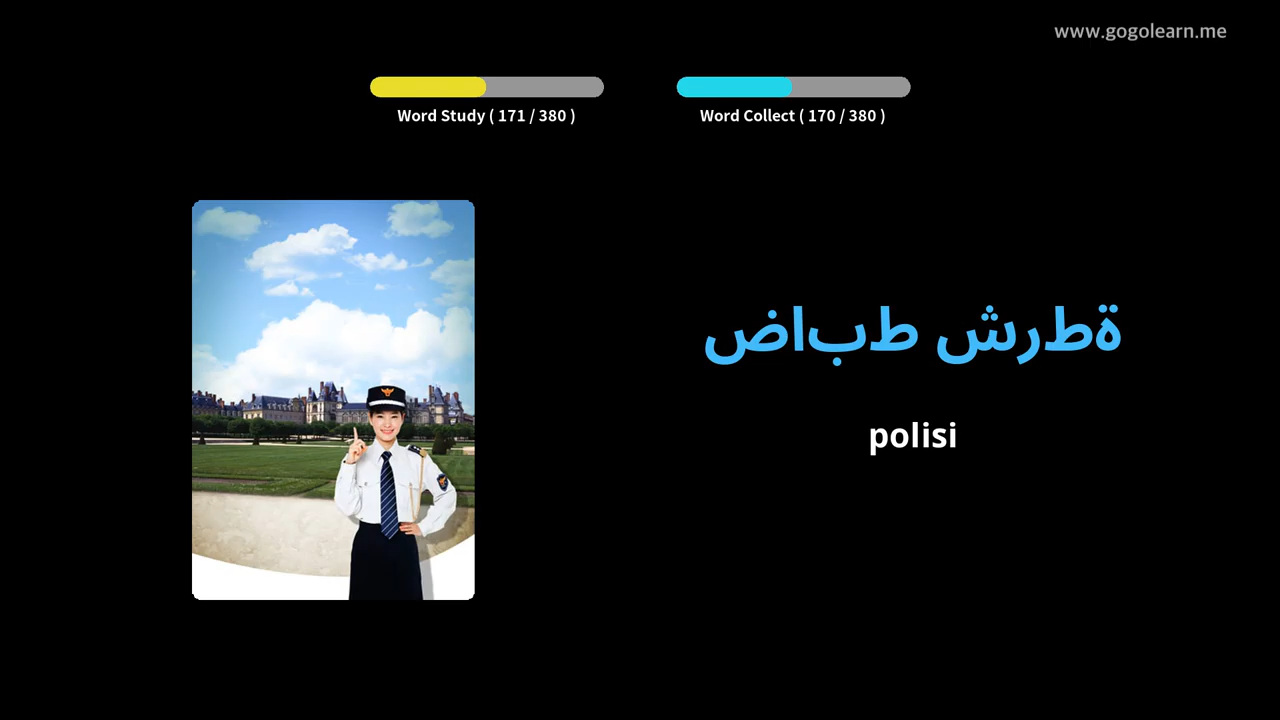 www.gogolearn.me
Word Study ( 171 / 380 )
Word Collect ( 170 / 380 )
ةطرش طباض
polisi